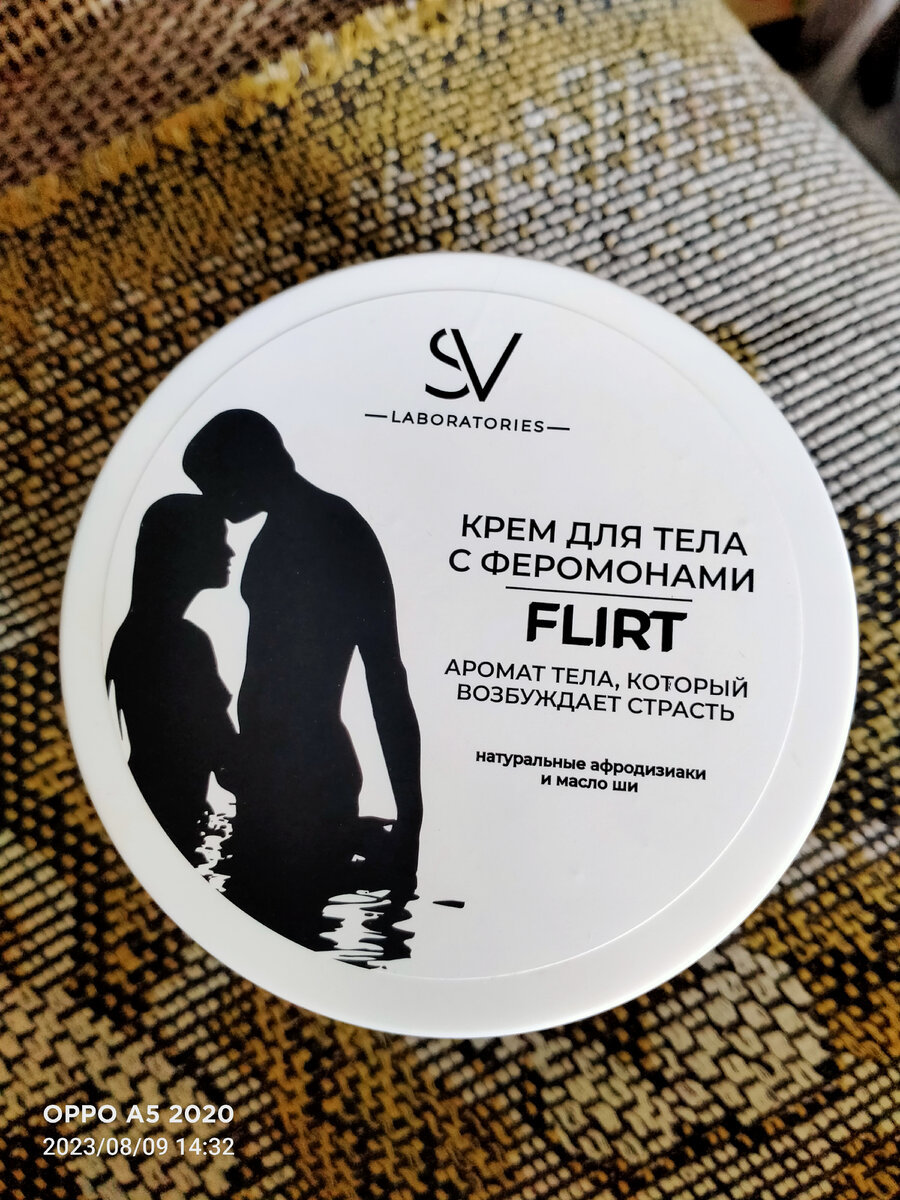 SV
LABORATORIES
КРЕМ ДЛЯ ТЕЛА
С ФЕРОМОНАМИ
FLIRT
АРОМАТ ТЕЛА, КОТОРЫЙ
ВОЗБУЖДАЕТ СТРАСТЬ
натуральные афродизиаки
и масло ши
OPPO A5 2020
2023/08/09 14:32